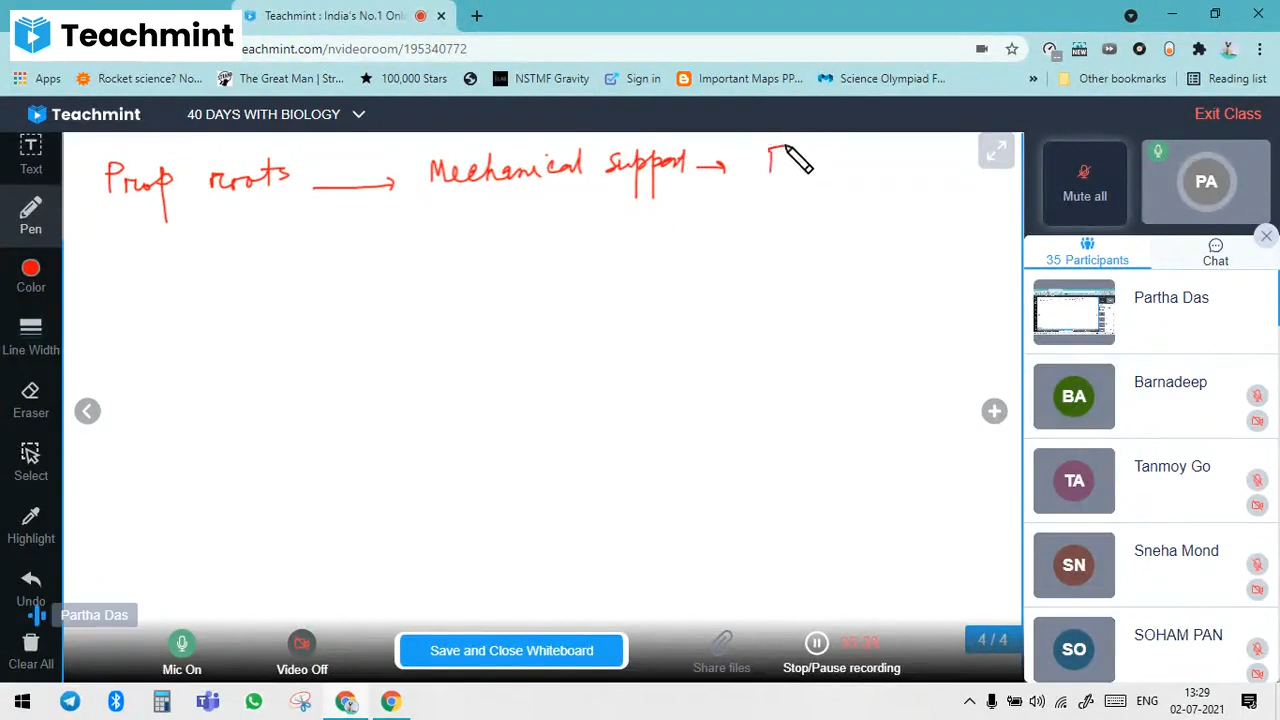 Teachmint : India's No.1 Onl
Teachmint
eachmint.com/nvideoroom/195340772
Apps
Rocket science? No...
The Great Man | Str...
100,000 Stars
NSTMF Gravity
Sign in
Important Maps PP...
Science Olympiad F...
»
Other bookmarks
Reading list
NEW
Teachmint
40 DAYS WITH BIOLOGY
Exit Class
Prop roots → Mechanical support →
Text
Pen
Color
Line Width
Eraser
Select
Highlight
Undo
Clear All
Mute all
PA
35 Participants
Chat
Partha Das
BA
Barnadeep
TA
Tanmoy Go
SN
Sneha Mond
SO
SOHAM PAN
Partha Das
Mic On
Video Off
Save and Close Whiteboard
Share files
Stop/Pause recording
4 / 4
ENG
13:29
02-07-2021